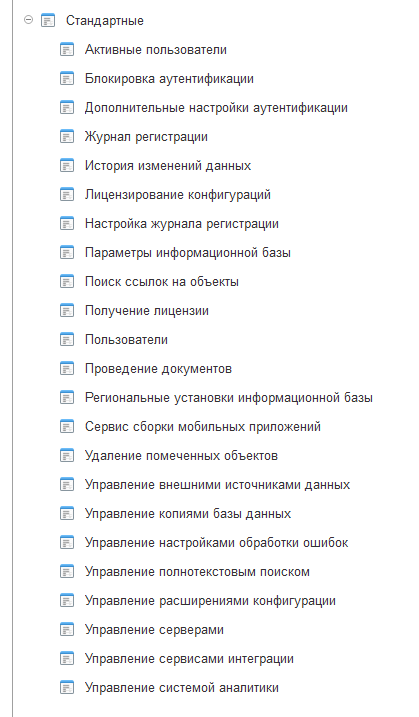 Стандартные
Активные пользователи
Блокировка аутентификации
Дополнительные настройки аутентификации
Журнал регистрации
История изменений данных
Лицензирование конфигураций
Настройка журнала регистрации
Параметры информационной базы
Поиск ссылок на объекты
Получение лицензии
Пользователи
Проведение документов
Региональные установки информационной базы
Сервис сборки мобильных приложений
Удаление помеченных объектов
Управление внешними источниками данных
Управление копиями базы данных
Управление настройками обработки ошибок
Управление полнотекстовым поиском
Управление расширениями конфигурации
Управление серверами
Управление сервисами интеграции
Управление системой аналитики